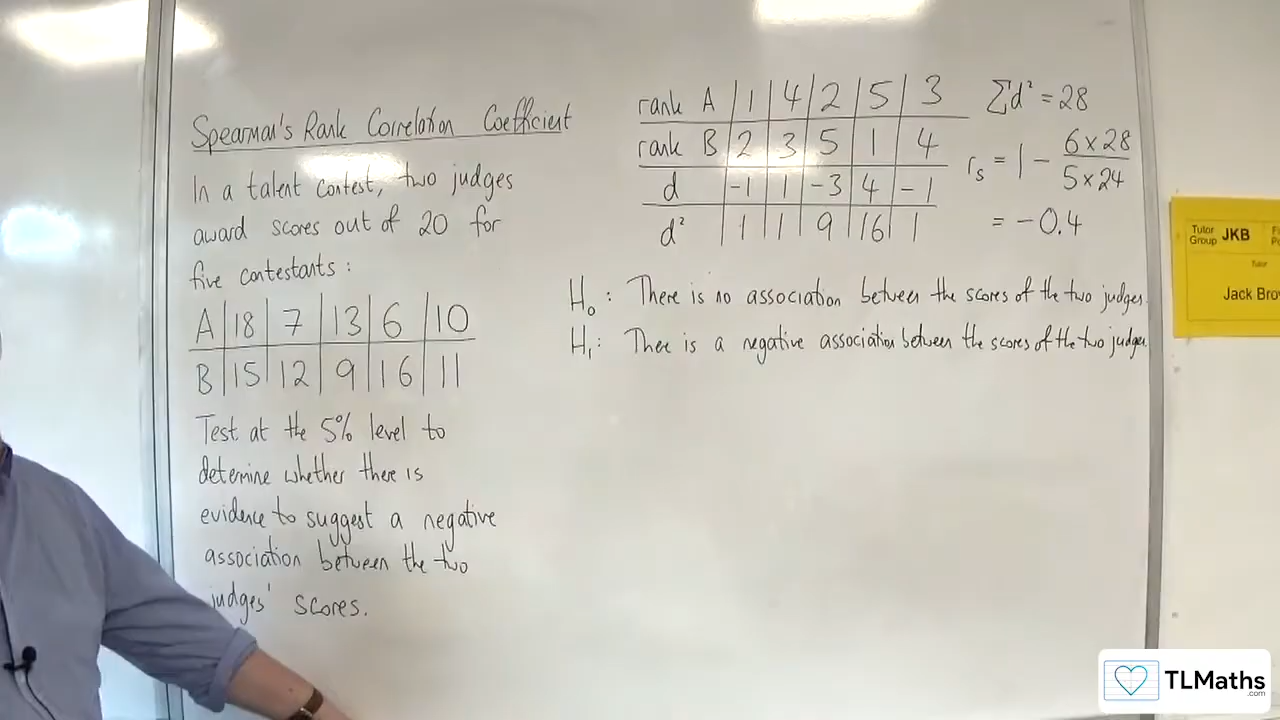 Spearman's Rank Correlation Coefficient
In a talent contest, two judges
award scores out of 20 for
five contestants :
A 18 7 13 6 10
B 15 12 9 16 11
Test at the 5% level to
determine whether there is
evidence to suggest a negative
association between the two
judges' scores.
rank A 1 4 2 5 3
rank B 2 3 5 1 4
d -1 1 -3 4 -1
d² 1 1 9 16 1
Σd² = 28
rₛ = 1 - (6 × 28)/(5 × 24)
= -0.4
H₀ : There is no association between the scores of the two judges.
H₁ : There is a negative association between the scores of the two judges.
Tutor
Group JKB
Tutor
Jack
TLMaths
.com